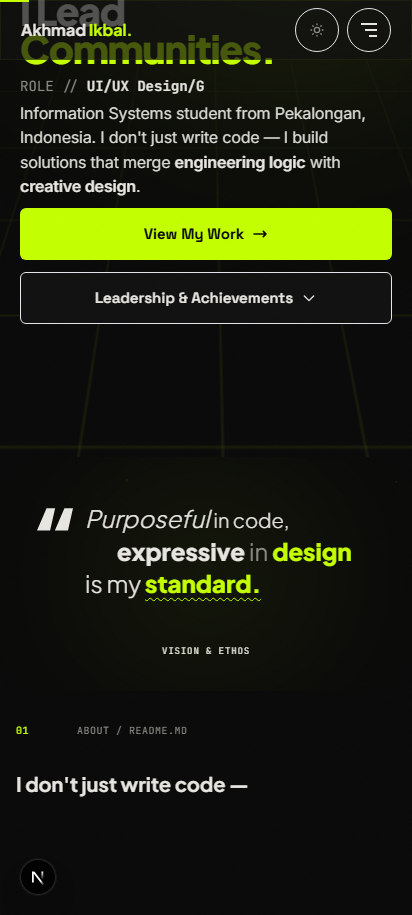 I Lead
Akhmad Ikbal.
Communities.
ROLE // UI/UX Design/G
Information Systems student from Pekalongan,
Indonesia. I don't just write code — I build
solutions that merge engineering logic with
creative design.
View My Work →
Leadership & Achievements
"Purposeful in code,
expressive in design
is my standard.
VISION & ETHOS
01 ABOUT / README.MD
I don't just write code —
N